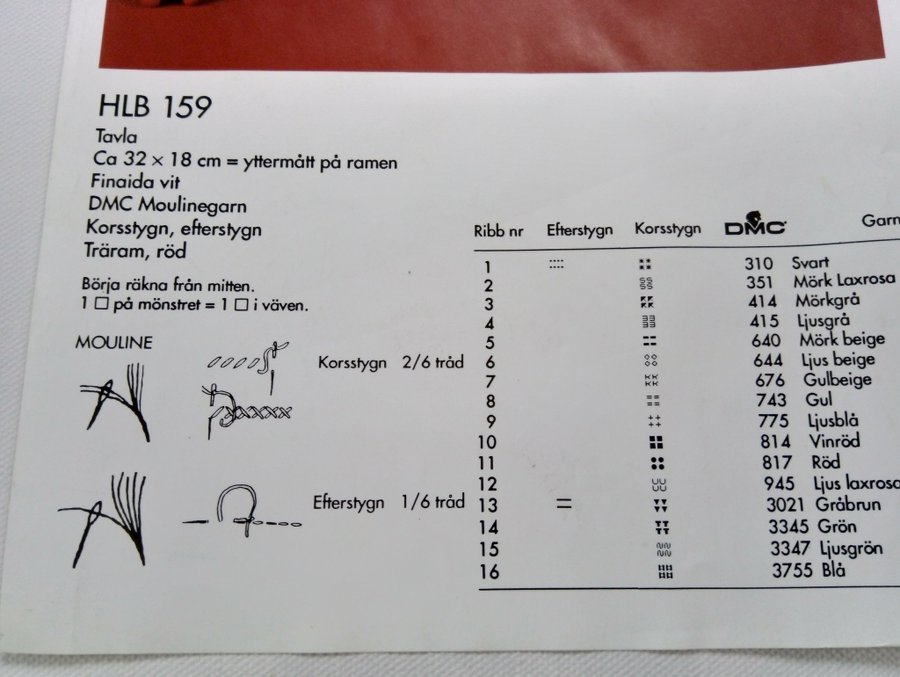 HLB 159
Tavla
Ca 32 × 18 cm = yttermått på ramen
Finaida vit
DMC Moulinegarn
Korsstygn, efterstygn
Träram, röd
Börja räkna från mitten.
1 □ på mönstret = 1 □ i väven.
MOULINE
Korsstygn 2/6 tråd
Efterstygn 1/6 tråd
Ribb nr Efterstygn Korsstygn DMC Garn
1 310 Svart
2 351 Mörk Laxrosa
3 414 Mörkgrå
4 415 Ljusgrå
5 640 Mörk beige
6 644 Ljus beige
7 676 Gulbeige
8 743 Gul
9 775 Ljusblå
10 814 Vinröd
11 817 Röd
12 945 Ljus laxrosa
13 3021 Gråbrun
14 3345 Grön
15 3347 Ljusgrön
16 3755 Blå